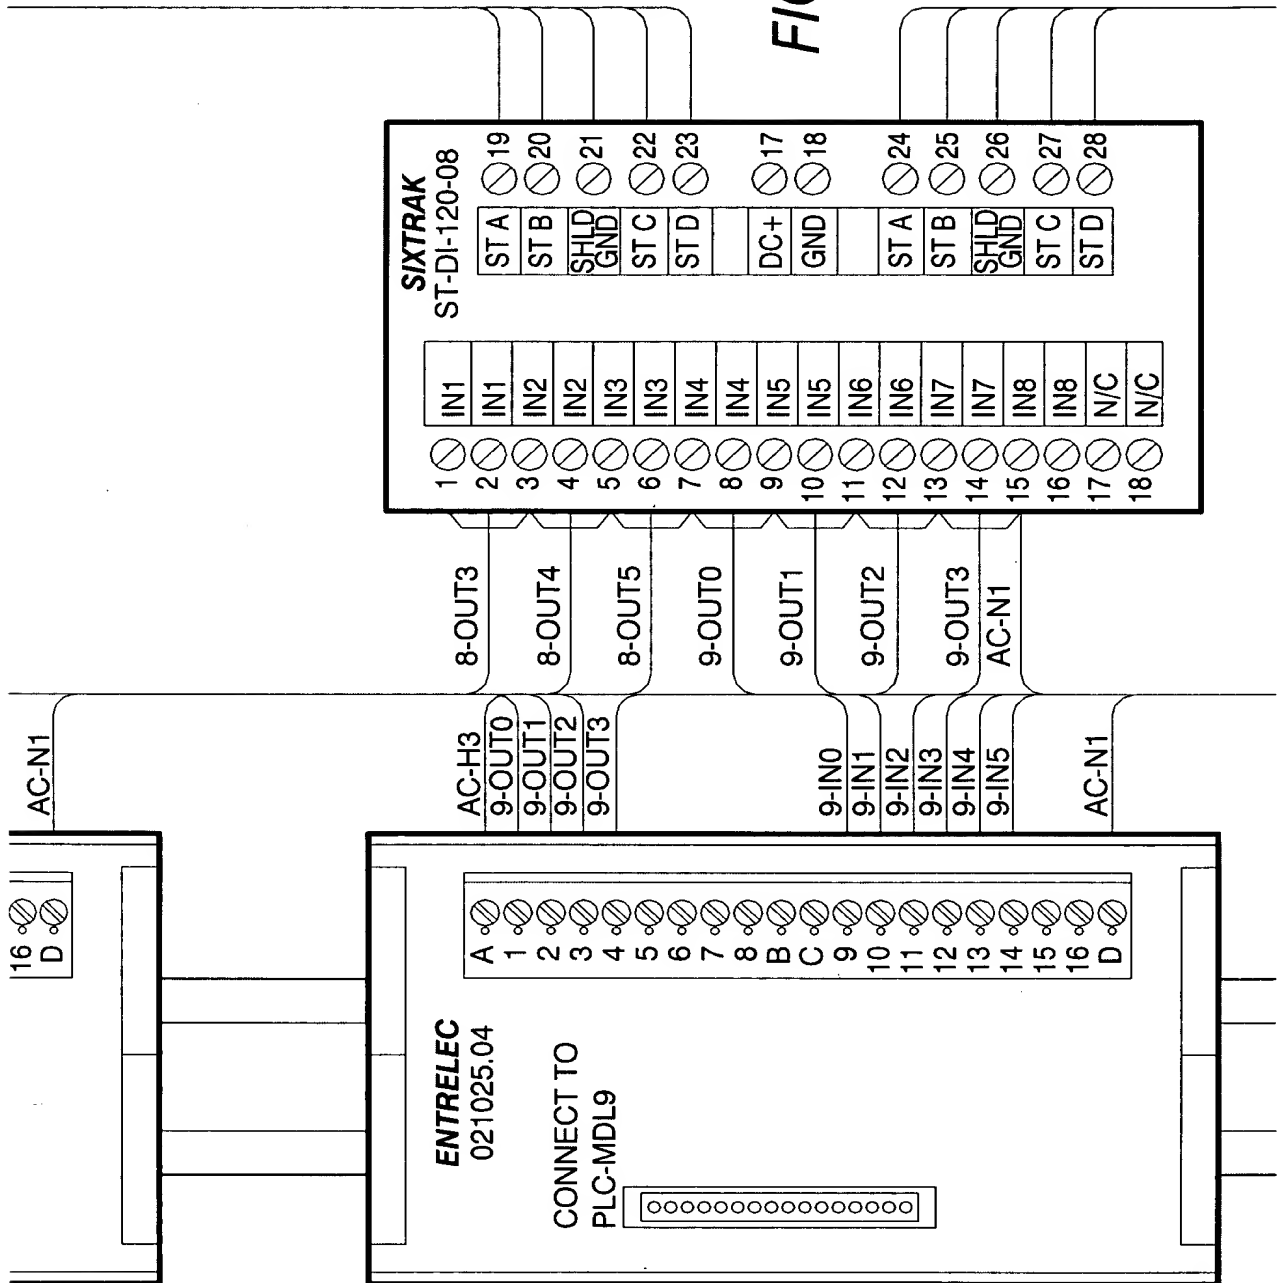 FIG
SIXTRAK
ST-DI-120-08
ST A 19
ST B 20
SHLD GND 21
ST C 22
ST D 23
DC+ 17
GND 18
ST A 24
ST B 25
SHLD GND 26
ST C 27
ST D 28
1 IN1
2 IN1
3 IN2
4 IN2
5 IN3
6 IN3
7 IN4
8 IN4
9 IN5
10 IN5
11 IN6
12 IN6
13 IN7
14 IN7
15 IN8
16 IN8
17 N/C
18 N/C
8-OUT3
8-OUT4
8-OUT5
9-OUT0
9-OUT1
9-OUT2
9-OUT3
AC-N1
AC-N1
AC-H3
9-OUT0
9-OUT1
9-OUT2
9-OUT3
9-IN0
9-IN1
9-IN2
9-IN3
9-IN4
9-IN5
AC-N1
16
D
A
1
2
3
4
5
6
7
8
B
C
9
10
11
12
13
14
15
16
D
ENTRELEC
021025.04
CONNECT TO
PLC-MDL9